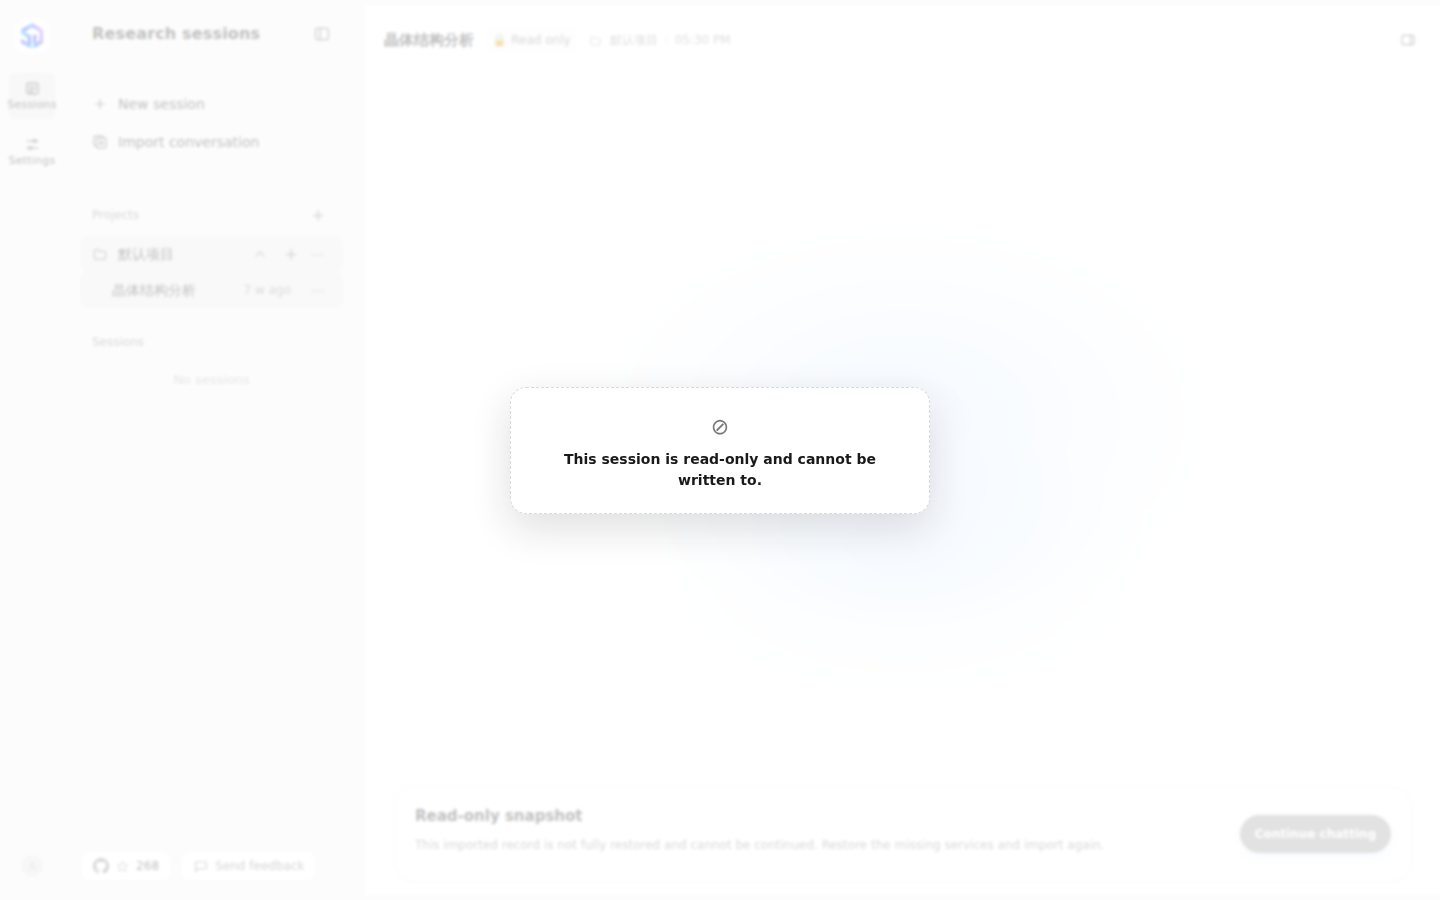 Research sessions
Sessions
Settings
New session
Import conversation
Projects
默认项目
晶体结构分析 7 w ago
Sessions
No sessions
268 Send feedback
晶体结构分析 Read only 默认项目 · 05:30 PM
This session is read-only and cannot be
written to.
Read-only snapshot
This imported record is not fully restored and cannot be continued. Restore the missing services and import again.
Continue chatting